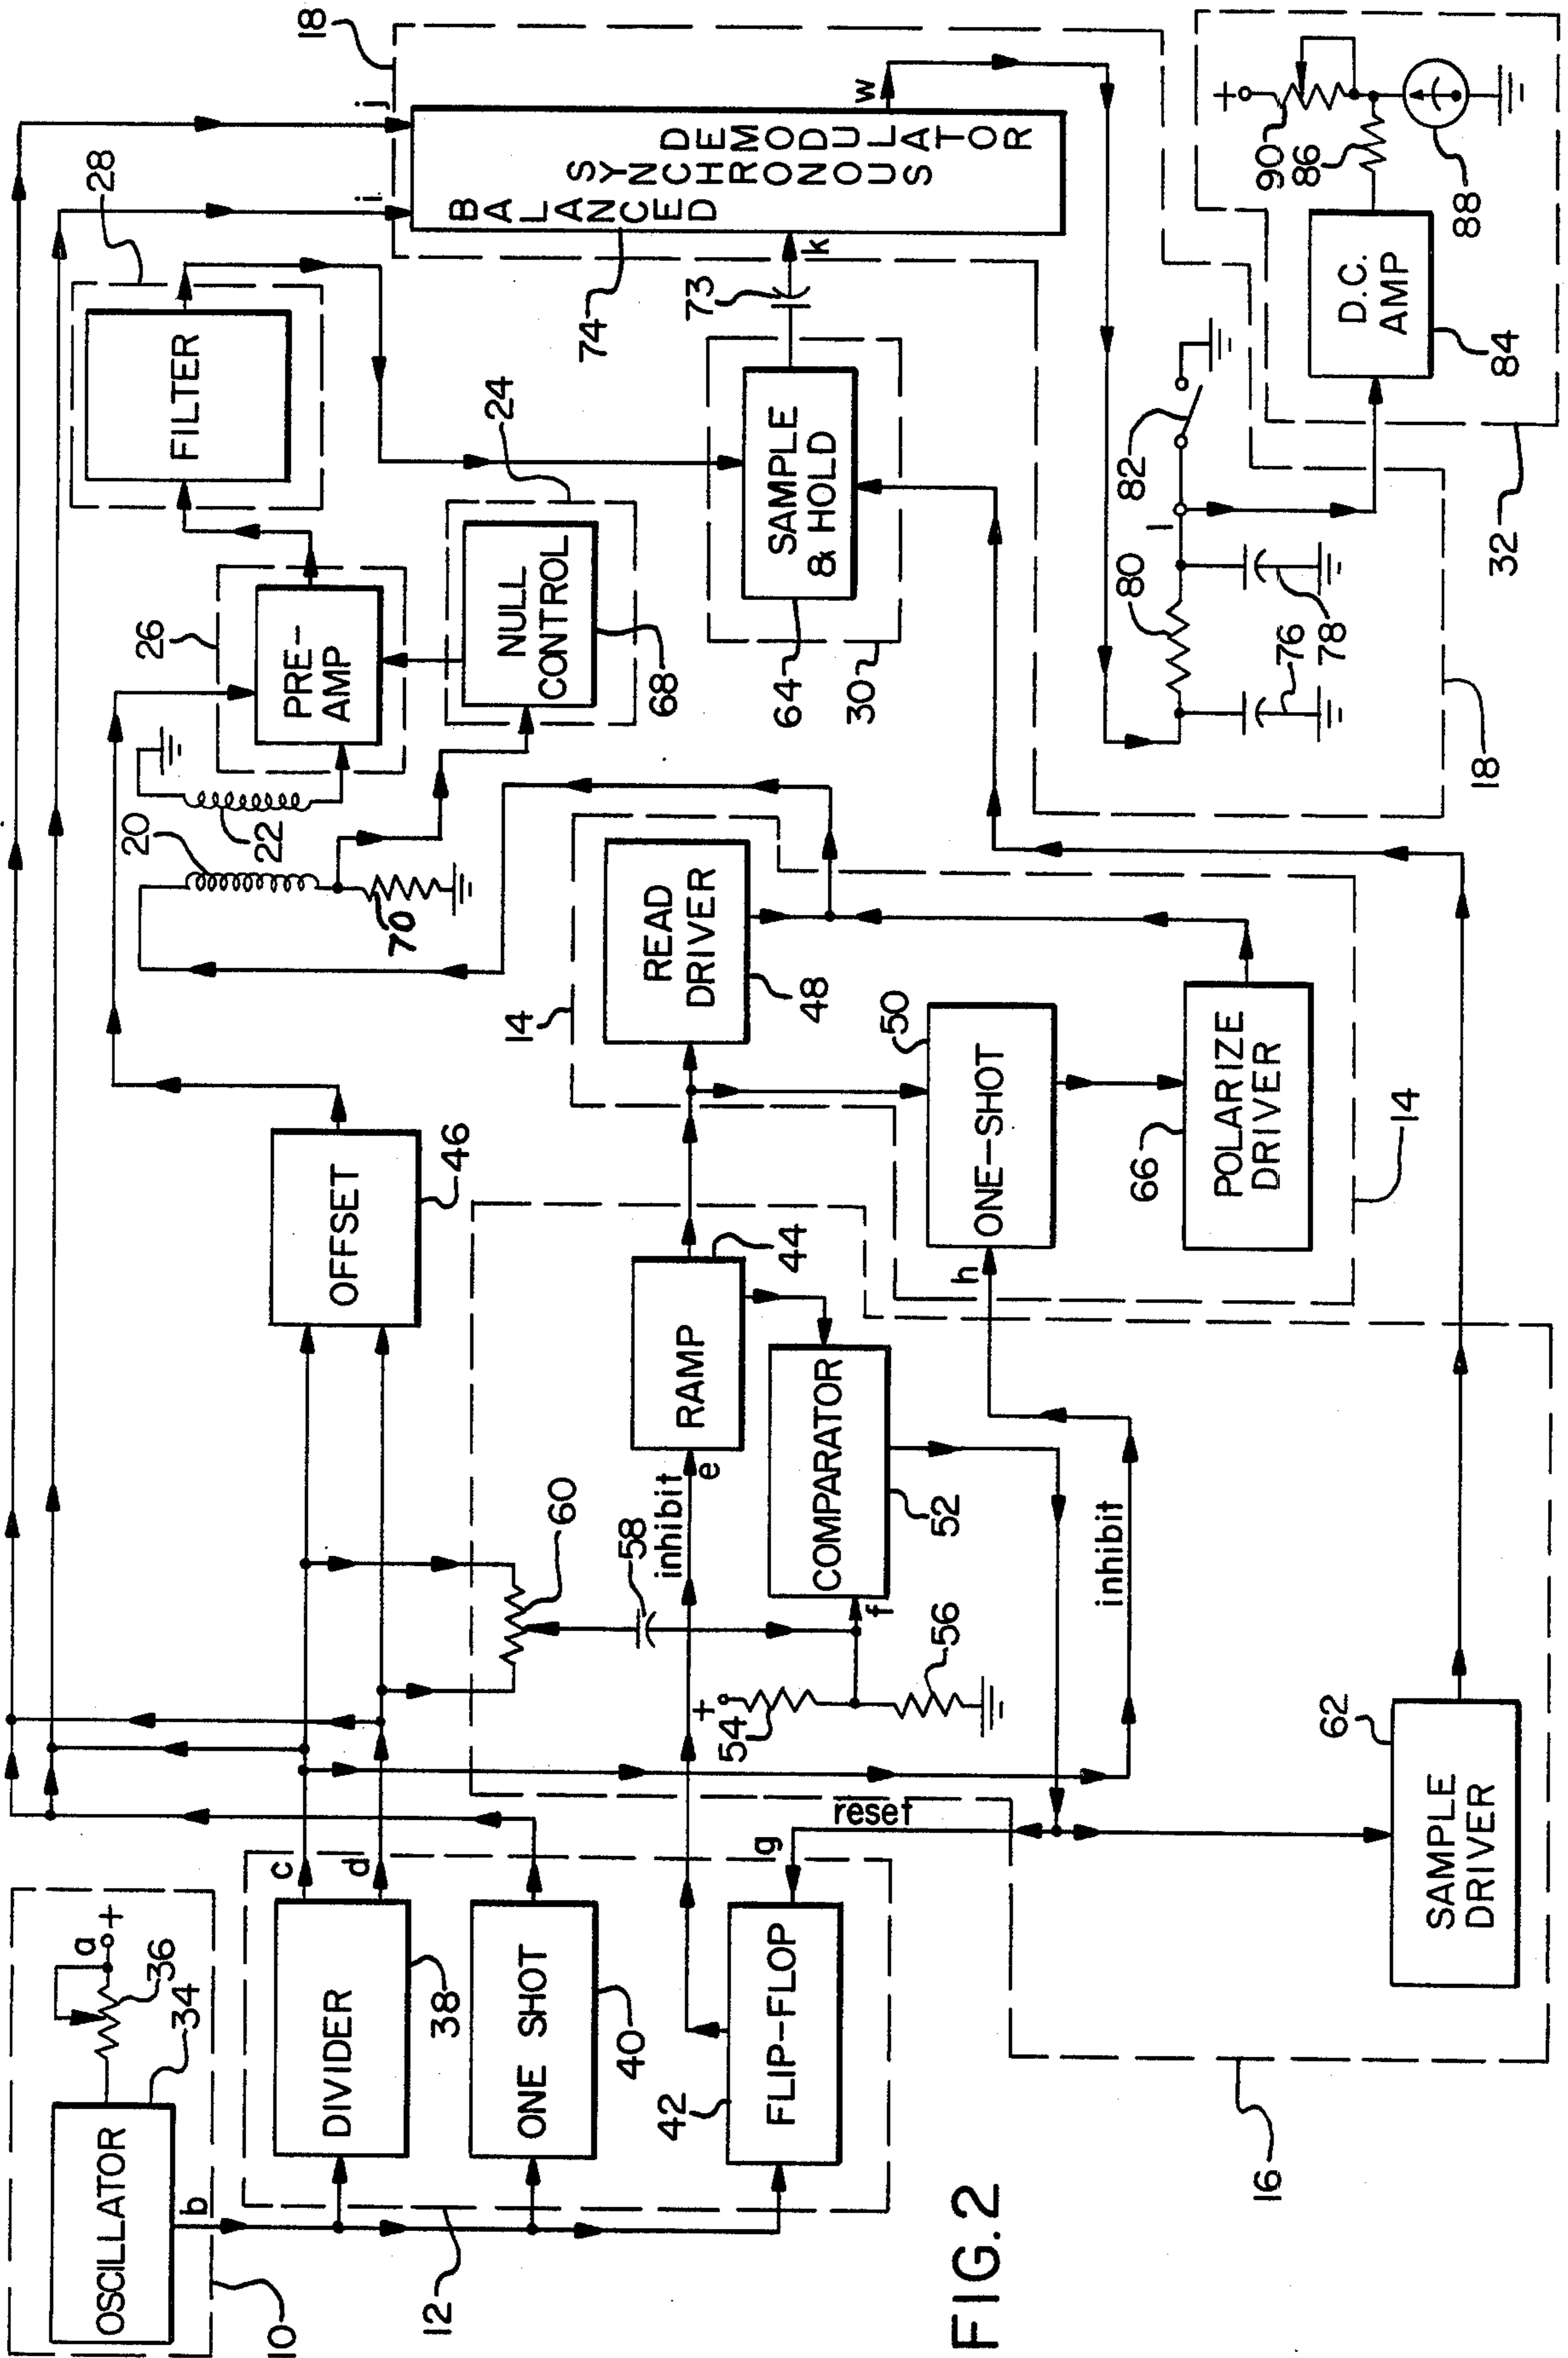 10
OSCILLATOR
34
36
a
+
b
12
DIVIDER
38
c
d
ONE SHOT
40
FLIP-FLOP
42
g
reset
16
SAMPLE
DRIVER
62
OFFSET
46
60
58
+
54
56
f
inhibit
e
RAMP
44
COMPARATOR
52
inhibit
h
ONE-SHOT
50
POLARIZE
DRIVER
66
14
14
READ
DRIVER
48
20
22
70
PRE-
AMP
26
NULL
CONTROL
68
24
FILTER
28
SAMPLE
& HOLD
64
30
73
k
i
j
18
BALANCED
SYNCHRONOUS
DEMODULATOR
74
w
80
76
78
l
82
18
D.C.
AMP
84
86
90
+
88
32
FIG.2